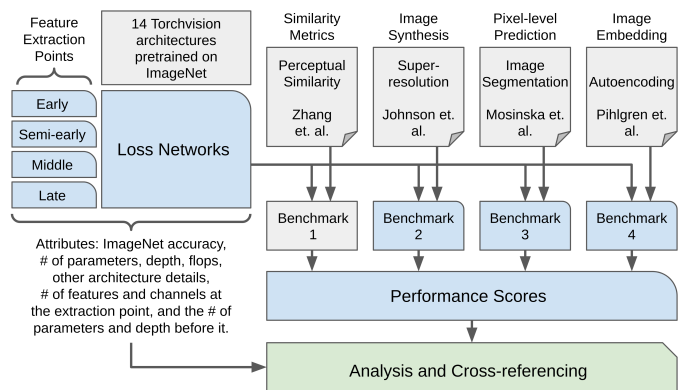 Feature
Extraction
Points
14 Torchvision
architectures
pretrained on
ImageNet
Early
Semi-early
Middle
Late
Loss Networks
Attributes: ImageNet accuracy,
# of parameters, depth, flops,
other architecture details,
# of features and channels at
the extraction point, and the # of
parameters and depth before it.
Similarity
Metrics
Perceptual
Similarity
Zhang
et. al.
Image
Synthesis
Super-
resolution
Johnson et.
al.
Pixel-level
Prediction
Image
Segmentation
Mosinska et.
al.
Image
Embedding
Autoencoding
Pihlgren et.
al.
Benchmark
1
Benchmark
2
Benchmark
3
Benchmark
4
Performance Scores
Analysis and Cross-referencing